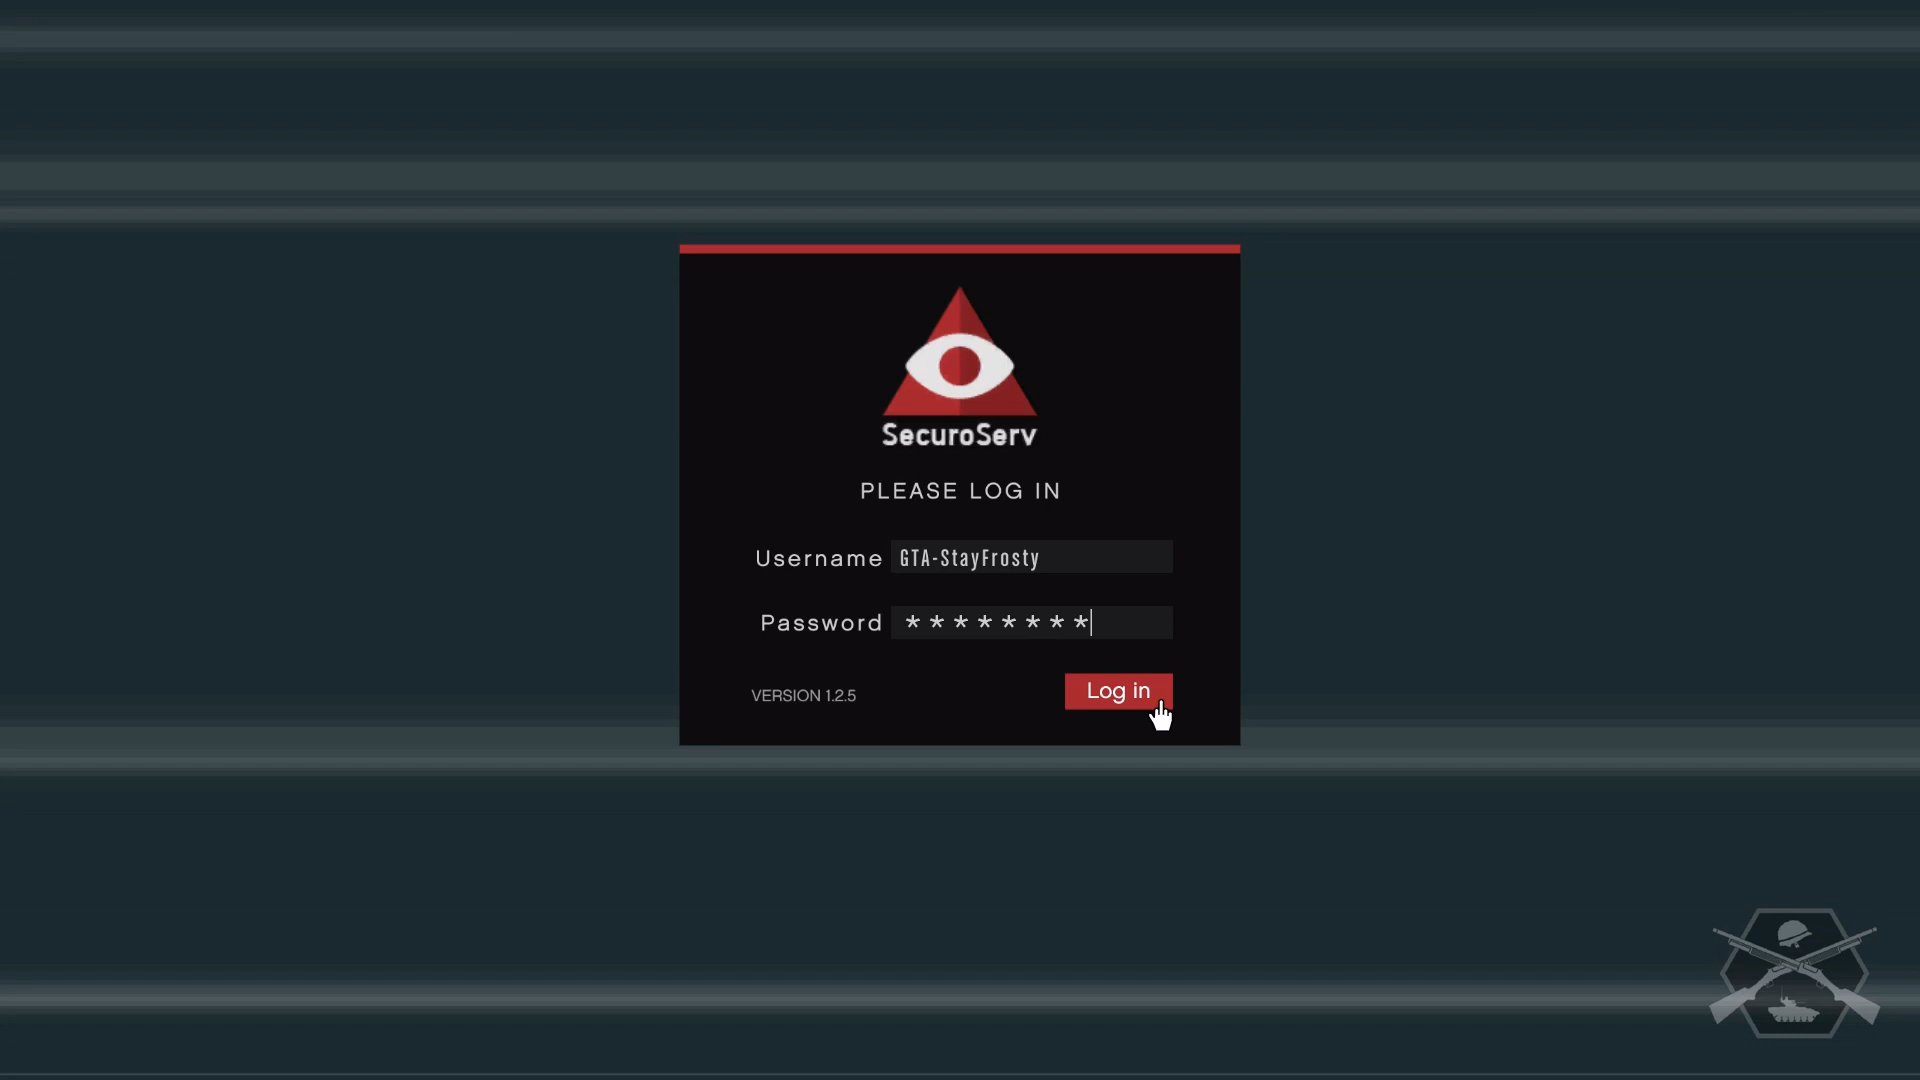 SecuroServ
PLEASE LOG IN
Username GTA-StayFrosty
Password ********
VERSION 1.2.5 Log in